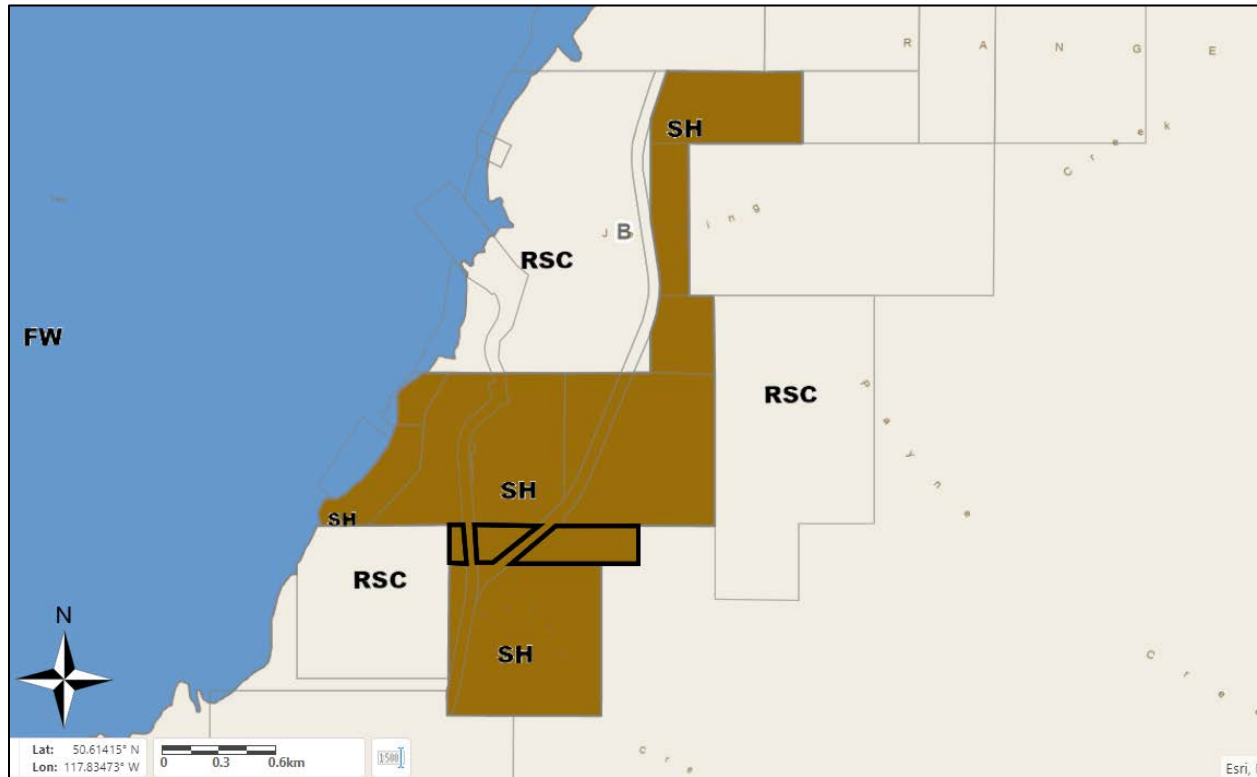 R A N G E
SH
C r e e k
i n g
J
B
RSC
FW
RSC
P a y n e
SH
SH
RSC
N
SH
C r e
Lat: 50.61415° N
Lon: 117.83473° W
0 0.3 0.6km
C r e
Esri,